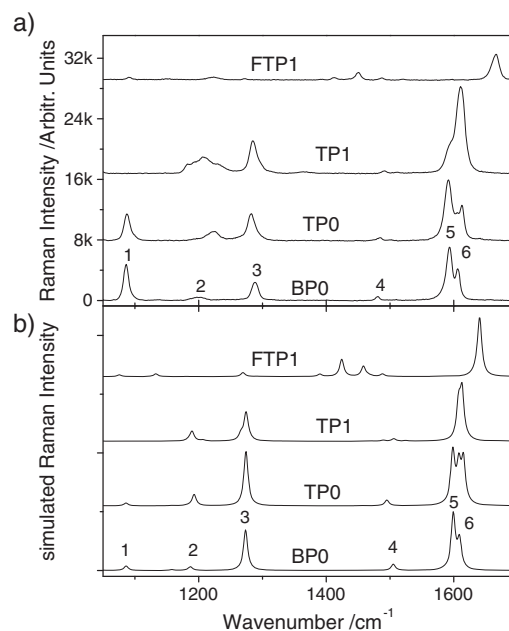 a)
Raman Intensity /Arbitr. Units
32k
24k
16k
8k
0
FTP1
TP1
TP0
BP0
1
2
3
4
5
6
b)
simulated Raman Intensity
FTP1
TP1
TP0
BP0
1
2
3
4
5
6
1200
1400
1600
Wavenumber /cm⁻¹